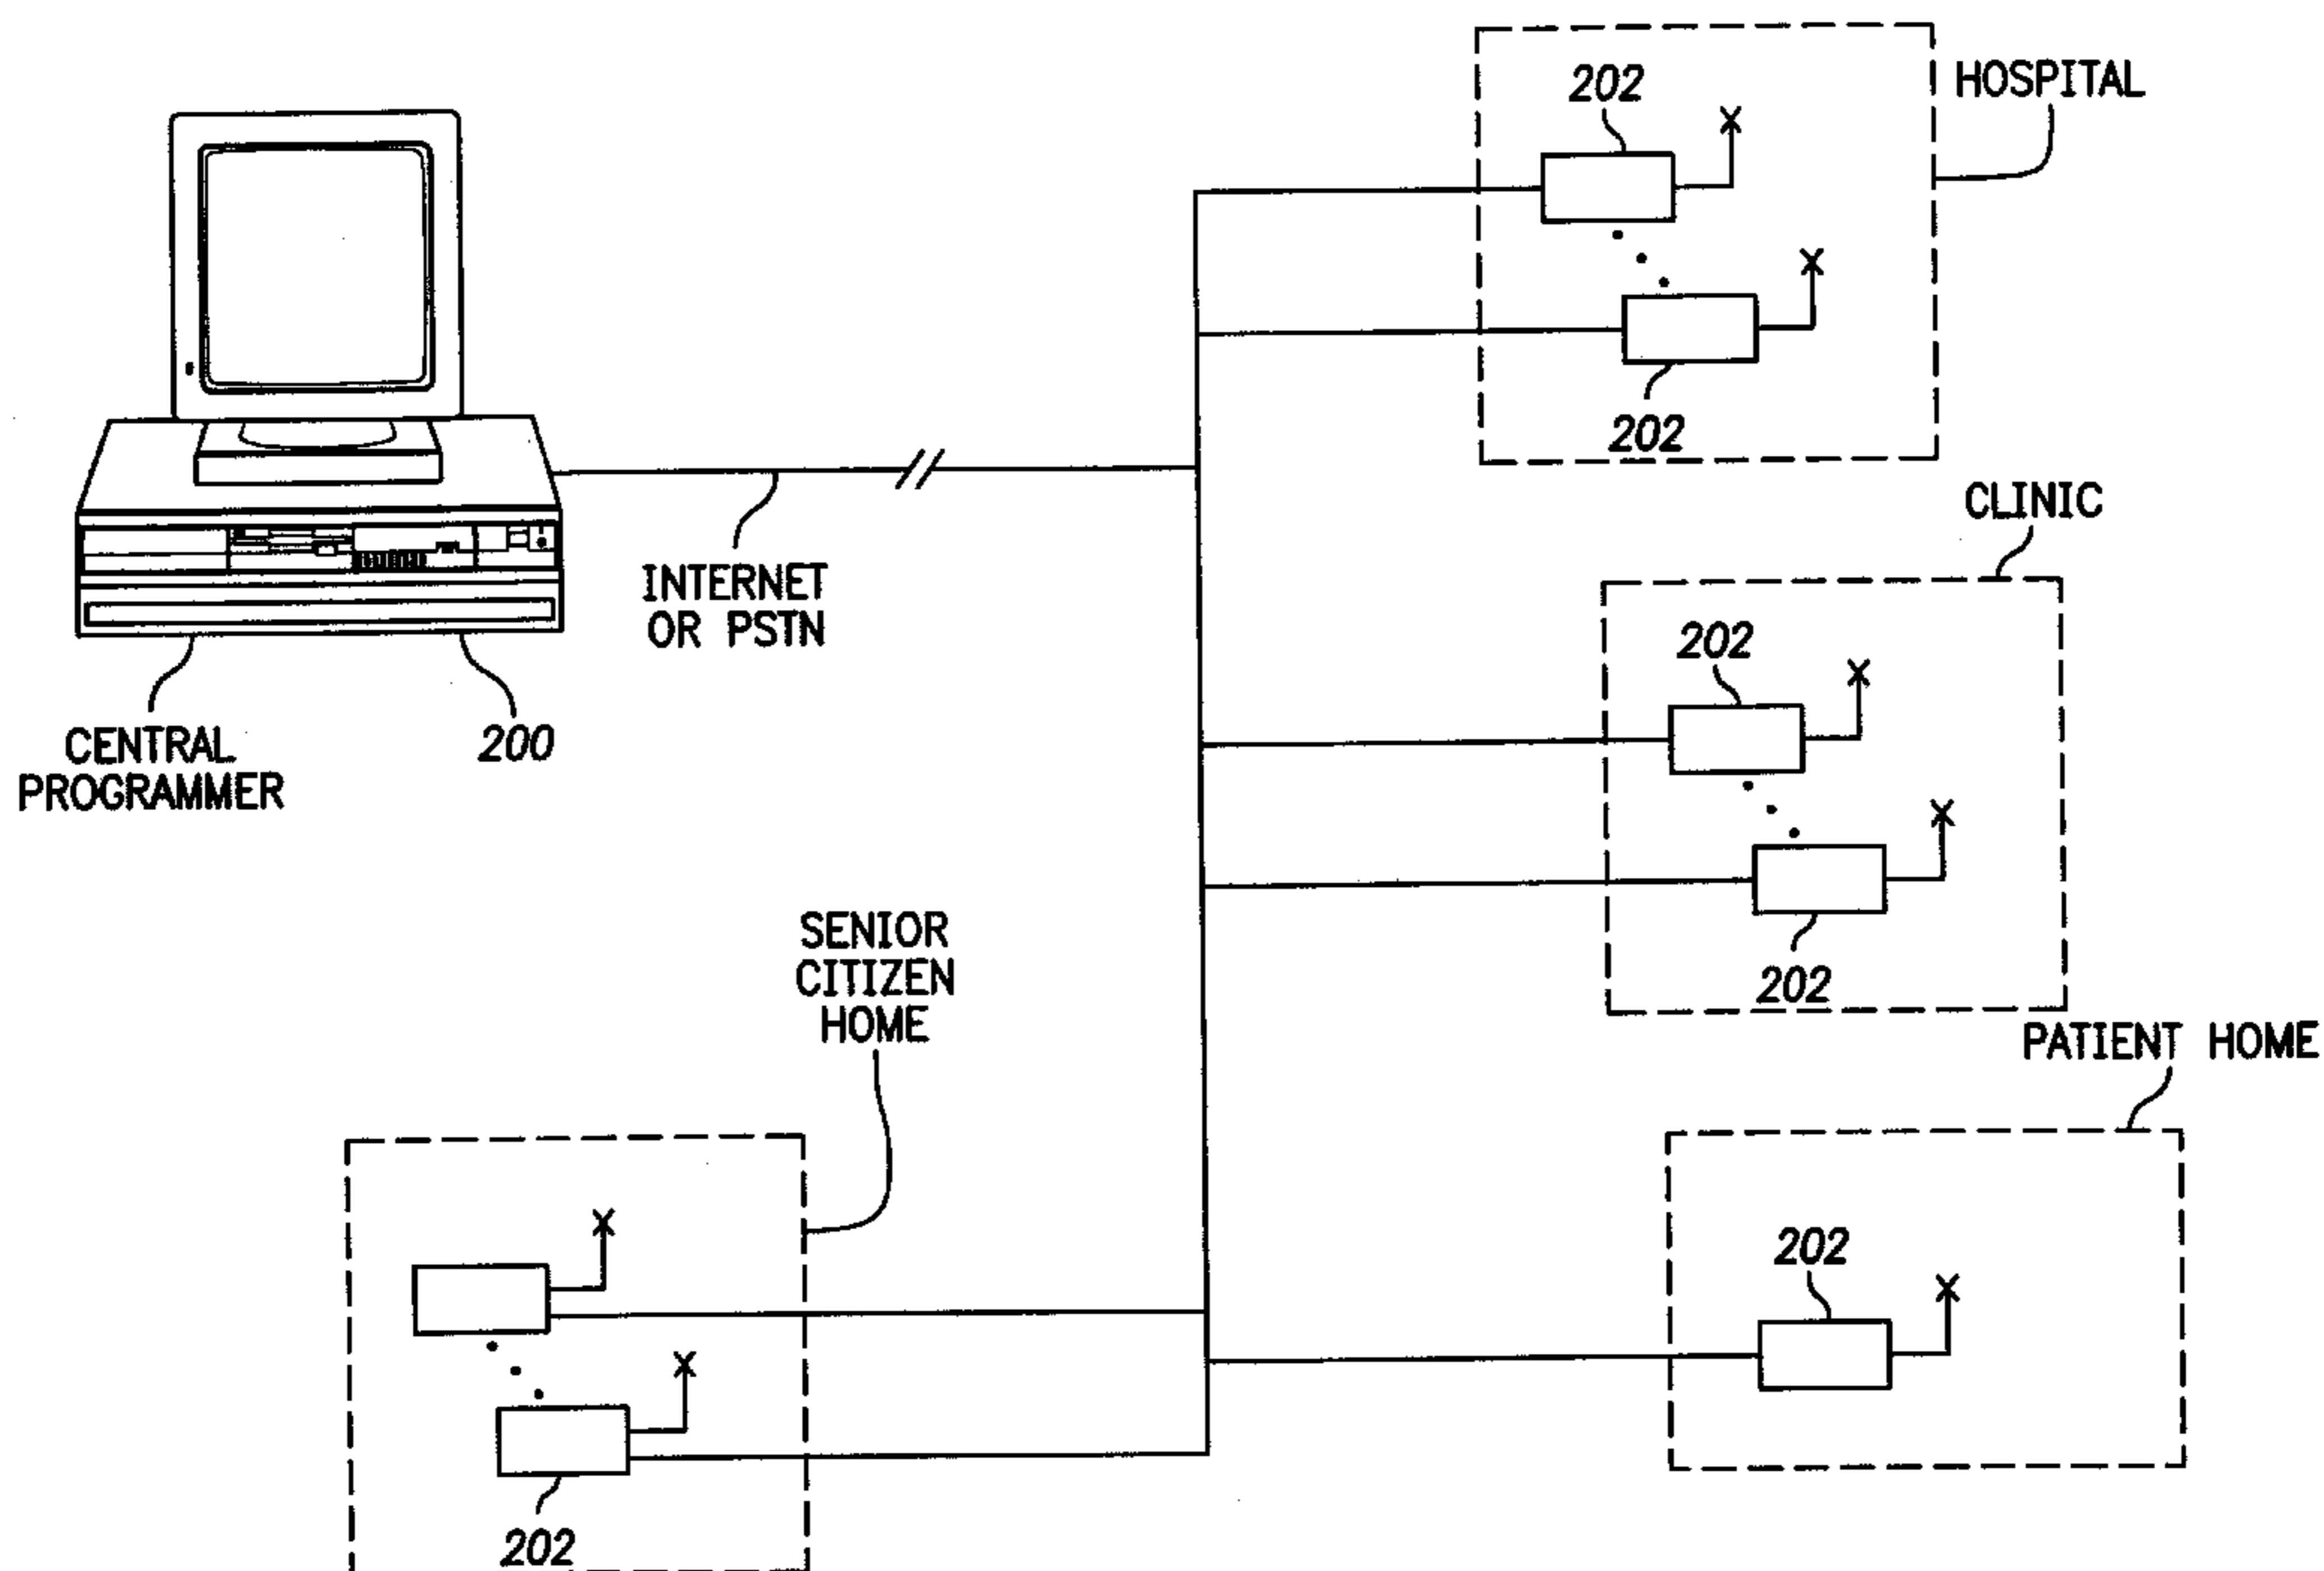 202
HOSPITAL
202
INTERNET
OR PSTN
CENTRAL
PROGRAMMER
200
CLINIC
202
202
SENIOR
CITIZEN
HOME
202
PATIENT HOME
202